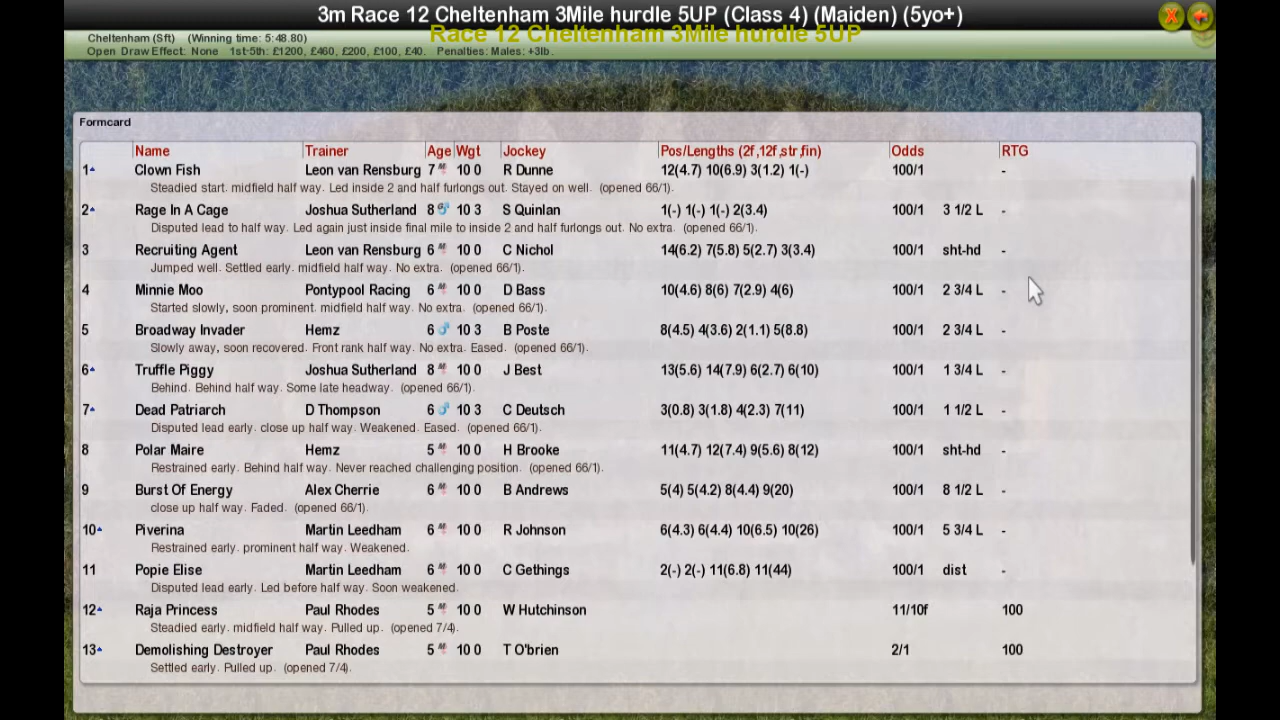 3m Race 12 Cheltenham 3Mile hurdle 5UP (Class 4) (Maiden) (5yo+)
Race 12 Cheltenham 3Mile hurdle 5UP
Cheltenham (Sft) (Winning time: 5:48.80)
Open Draw Effect: None 1st-5th: £1200, £460, £200, £100, £40. Penalties: Males: +3lb.
Formcard
Name Trainer Age Wgt Jockey Pos/Lengths (2f,12f,str,fin) Odds RTG
1 Clown Fish Leon van Rensburg 7 10 0 R Dunne 12(4.7) 10(6.9) 3(1.2) 1(-) 100/1 -
Steadied start. midfield half way. Led inside 2 and half furlongs out. Stayed on well. (opened 66/1).
2 Rage In A Cage Joshua Sutherland 8 10 3 S Quinlan 1(-) 1(-) 1(-) 2(3.4) 100/1 3 1/2 L -
Disputed lead to half way. Led again just inside final mile to inside 2 and half furlongs out. No extra. (opened 66/1).
3 Recruiting Agent Leon van Rensburg 6 10 0 C Nichol 14(6.2) 7(5.8) 5(2.7) 3(3.4) 100/1 sht-hd -
Jumped well. Settled early. midfield half way. No extra. (opened 66/1).
4 Minnie Moo Pontypool Racing 6 10 0 D Bass 10(4.6) 8(6) 7(2.9) 4(6) 100/1 2 3/4 L -
Started slowly, soon prominent. midfield half way. No extra. (opened 66/1).
5 Broadway Invader Hemz 6 10 3 B Poste 8(4.5) 4(3.6) 2(1.1) 5(8.8) 100/1 2 3/4 L -
Slowly away, soon recovered. Front rank half way. No extra. Eased. (opened 66/1).
6 Truffle Piggy Joshua Sutherland 8 10 0 J Best 13(5.6) 14(7.9) 6(2.7) 6(10) 100/1 1 3/4 L -
Behind. Behind half way. Some late headway. (opened 66/1).
7 Dead Patriarch D Thompson 6 10 3 C Deutsch 3(0.8) 3(1.8) 4(2.3) 7(11) 100/1 1 1/2 L -
Disputed lead early. close up half way. Weakened. Eased. (opened 66/1).
8 Polar Maire Hemz 5 10 0 H Brooke 11(4.7) 12(7.4) 9(5.6) 8(12) 100/1 sht-hd -
Restrained early. Behind half way. Never reached challenging position. (opened 66/1).
9 Burst Of Energy Alex Cherrie 6 10 0 B Andrews 5(4) 5(4.2) 8(4.4) 9(20) 100/1 8 1/2 L -
close up half way. Faded. (opened 66/1).
10 Piverina Martin Leedham 6 10 0 R Johnson 6(4.3) 6(4.4) 10(6.5) 10(26) 100/1 5 3/4 L -
Restrained early. prominent half way. Weakened.
11 Popie Elise Martin Leedham 6 10 0 C Gethings 2(-) 2(-) 11(6.8) 11(44) 100/1 dist -
Disputed lead early. Led before half way. Soon weakened.
12 Raja Princess Paul Rhodes 5 10 0 W Hutchinson 11/10f 100
Steadied early. midfield half way. Pulled up. (opened 7/4).
13 Demolishing Destroyer Paul Rhodes 5 10 0 T O'brien 2/1 100
Settled early. Pulled up. (opened 7/4).